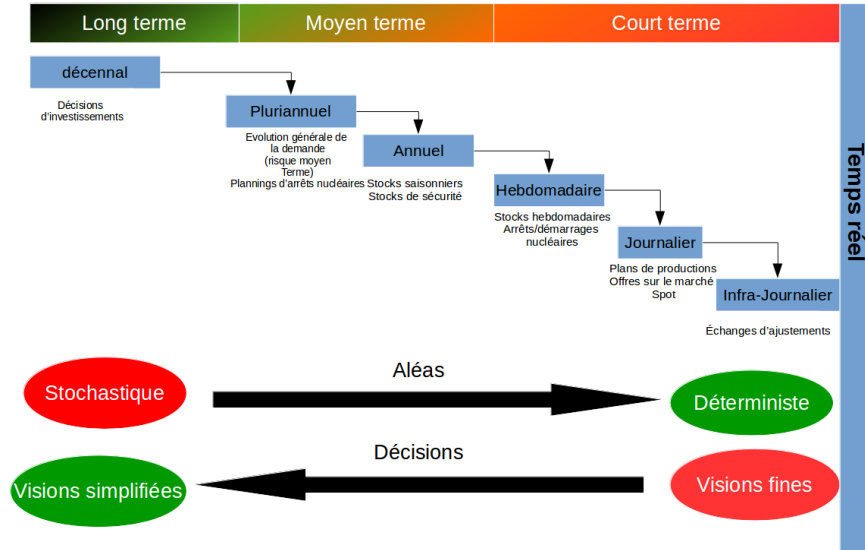 Long terme
Moyen terme
Court terme
décennal
Décisions
d'investissements
Pluriannuel
Evolution générale de
la demande
(risque moyen
Terme)
Plannings d'arrêts nucléaires
Annuel
Stocks saisonniers
Stocks de sécurité
Hebdomadaire
Stocks hebdomadaires
Arrêts/démarrages
nucléaires
Journalier
Plans de productions
Offres sur le marché
Spot
Infra-Journalier
Échanges d'ajustements
Temps réel
Stochastique
Aléas
Déterministe
Visions simplifiées
Décisions
Visions fines